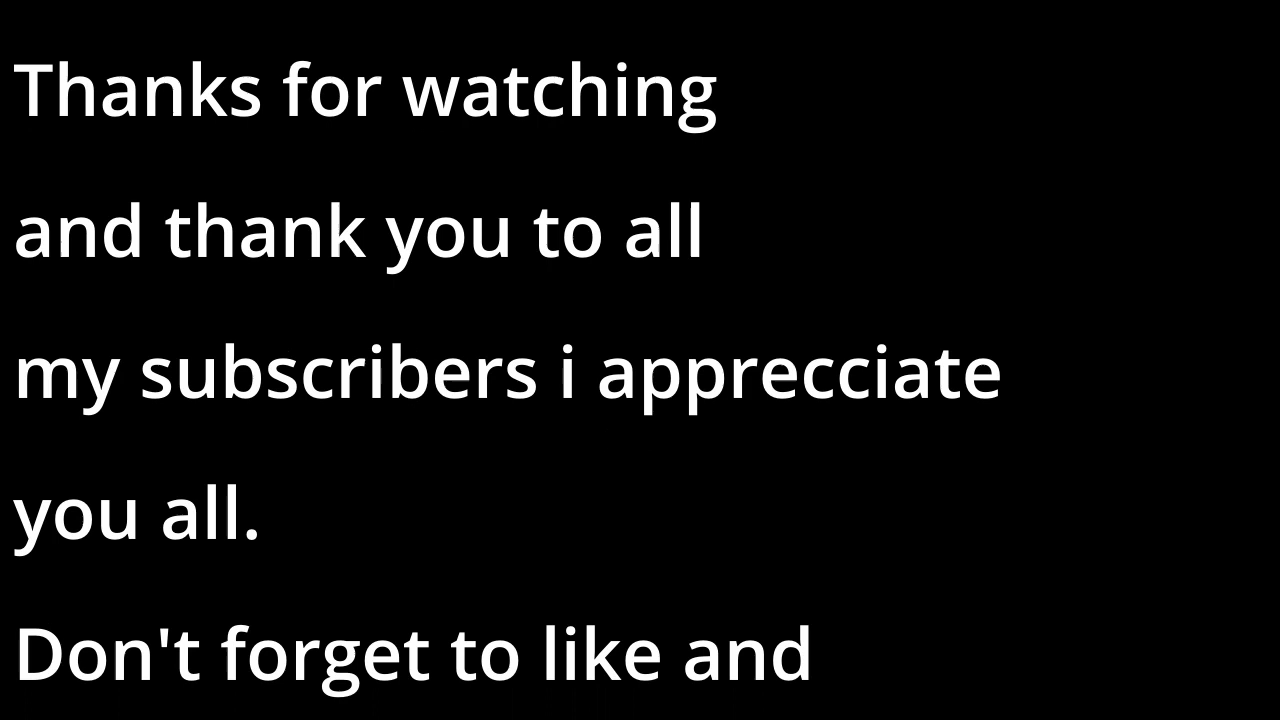 Thanks for watching
and thank you to all
my subscribers i apprecciate
you all.
Don't forget to like and